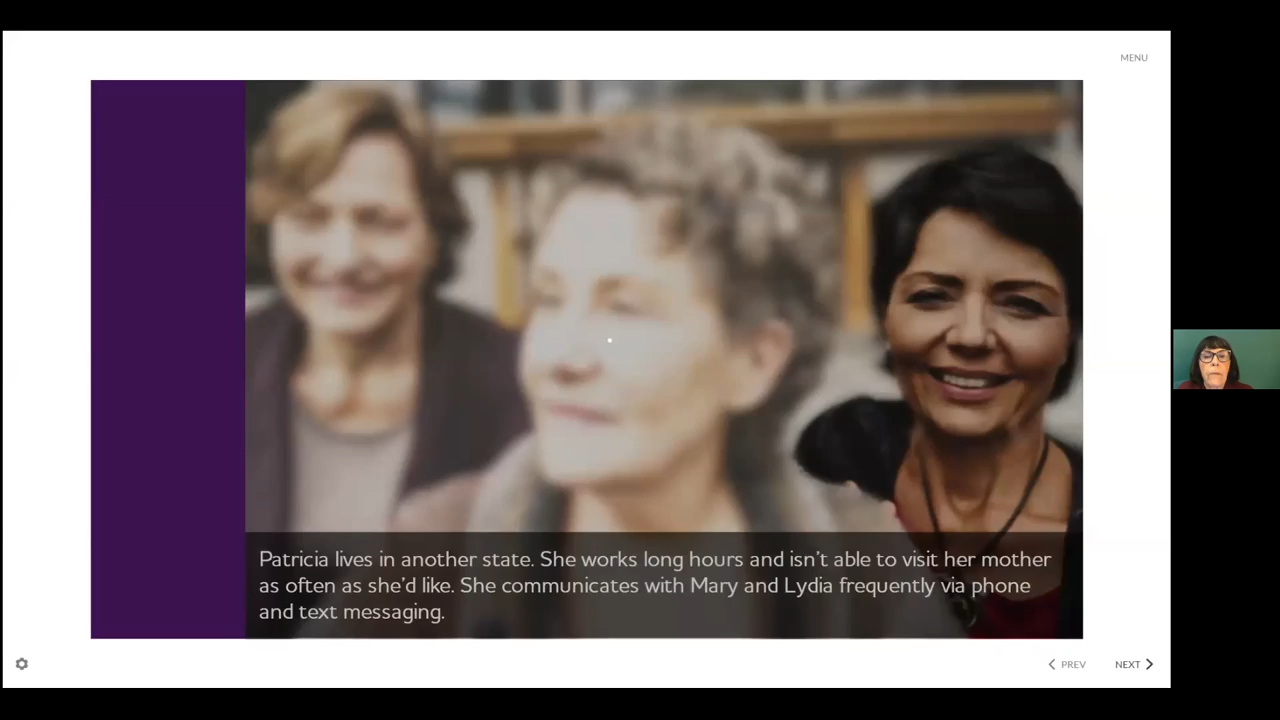 MENU
Patricia lives in another state. She works long hours and isn't able to visit her mother
as often as she'd like. She communicates with Mary and Lydia frequently via phone
and text messaging.
PREV
NEXT